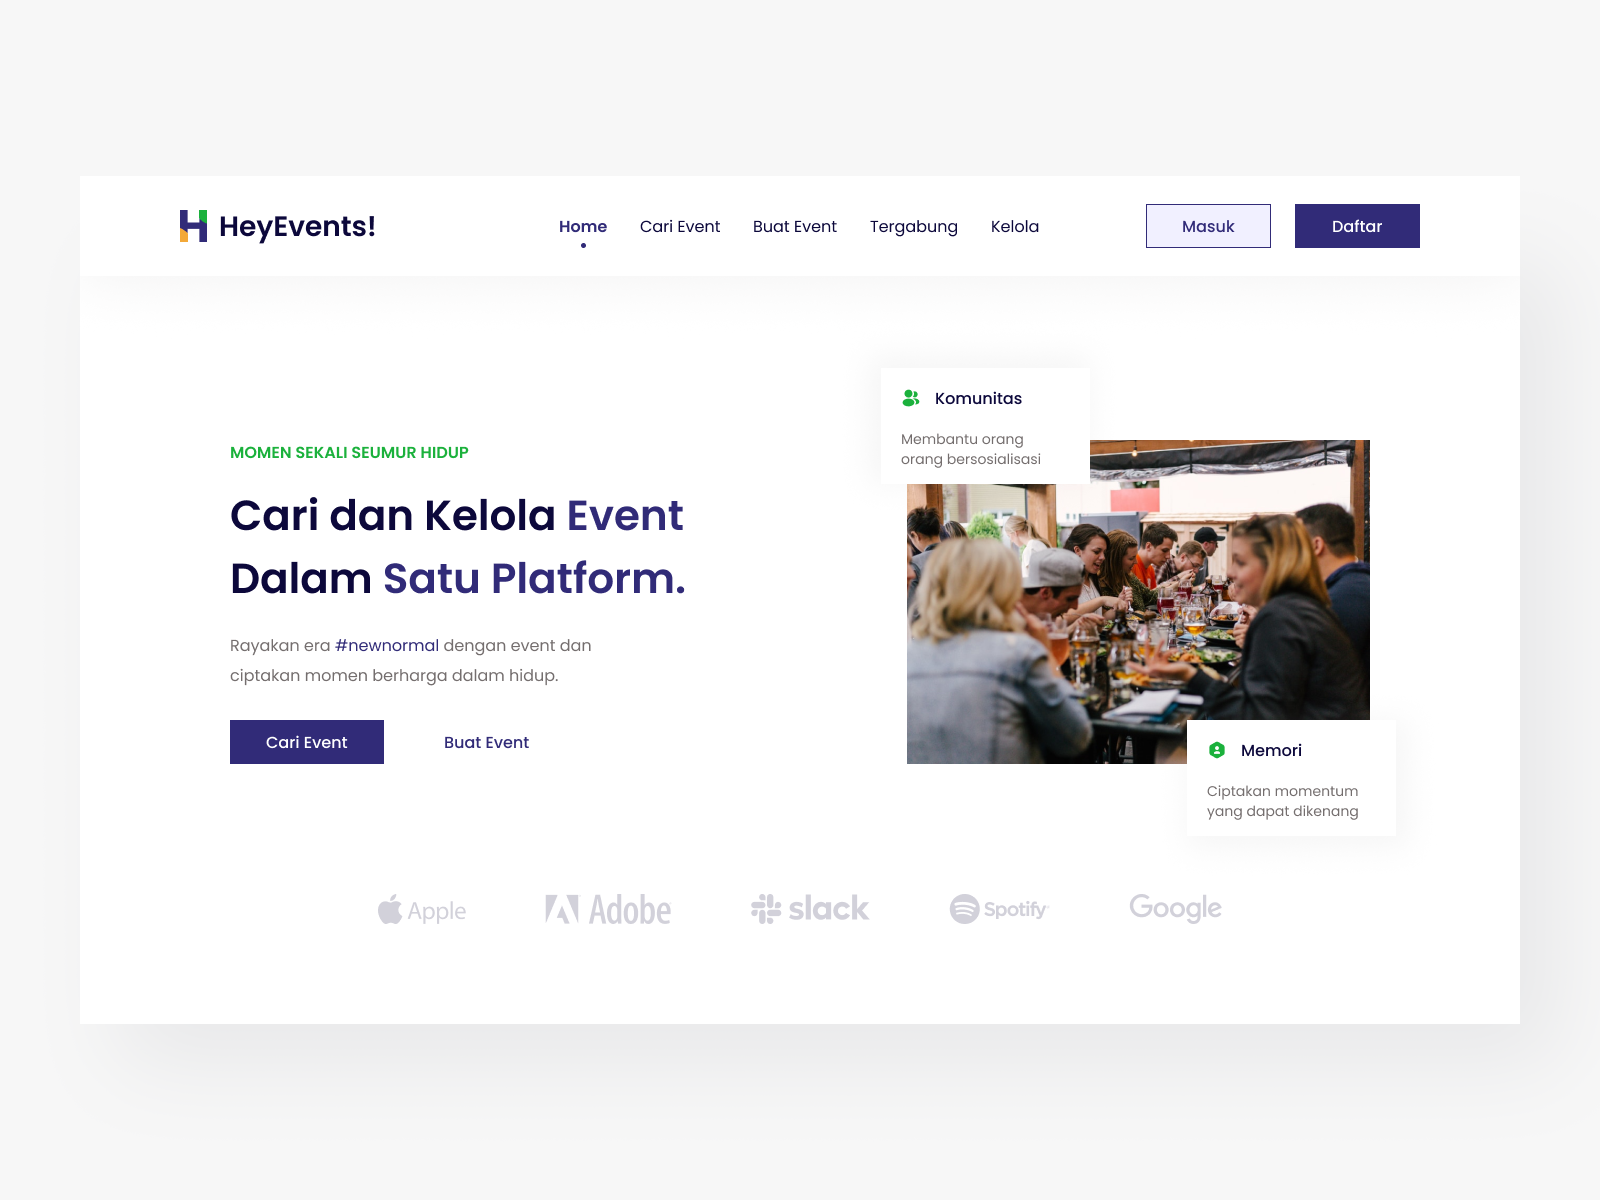 HeyEvents!
Home
Cari Event
Buat Event
Tergabung
Kelola
Masuk
Daftar
MOMEN SEKALI SEUMUR HIDUP
Cari dan Kelola Event
Dalam Satu Platform.
Rayakan era #newnormal dengan event dan
ciptakan momen berharga dalam hidup.
Cari Event
Buat Event
Komunitas
Membantu orang
orang bersosialisasi
Memori
Ciptakan momentum
yang dapat dikenang
Apple
Adobe
slack
Spotify
Google